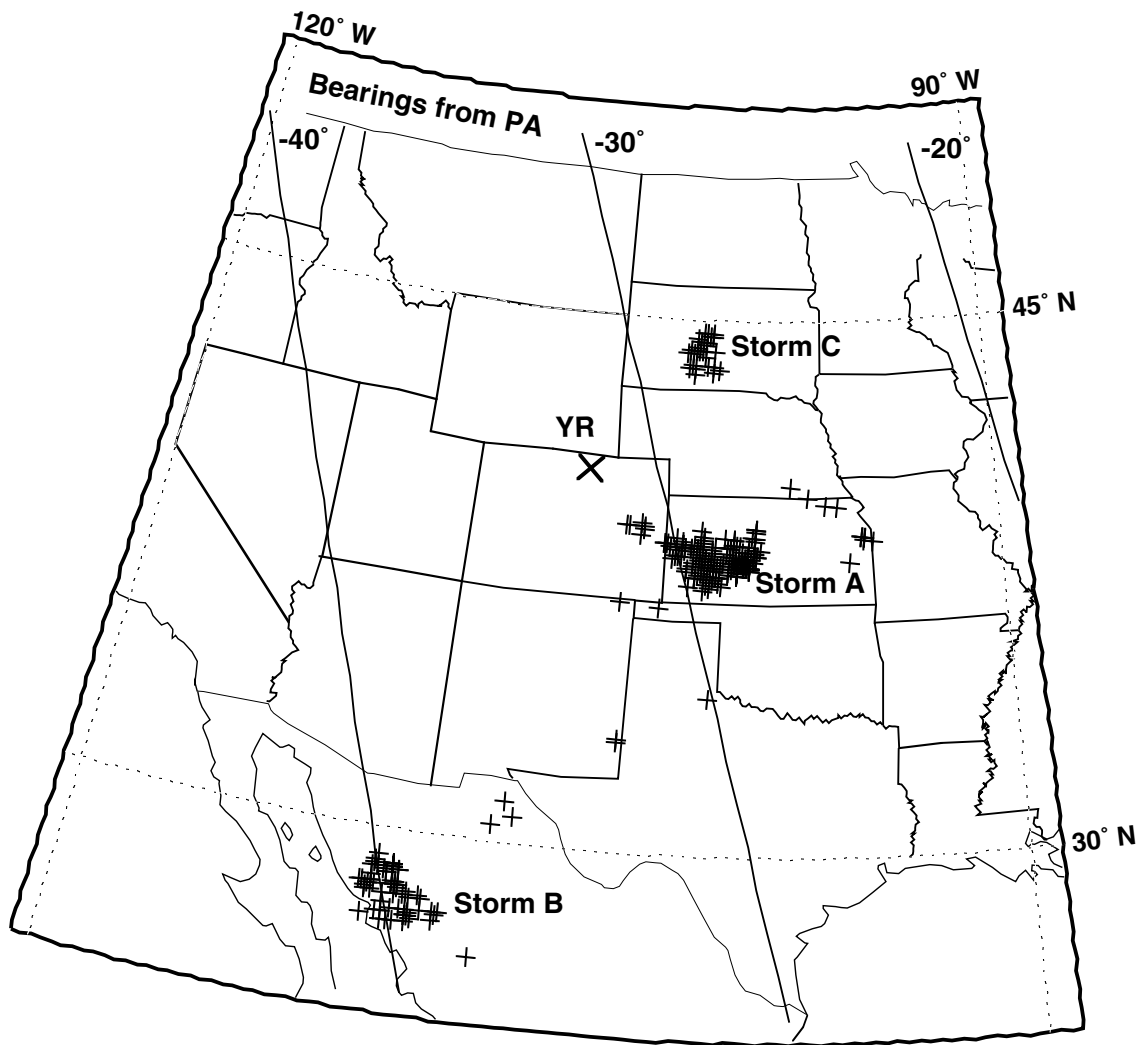 120° W
90° W
Bearings from PA
-40°
-30°
-20°
45° N
Storm C
YR
Storm A
30° N
Storm B